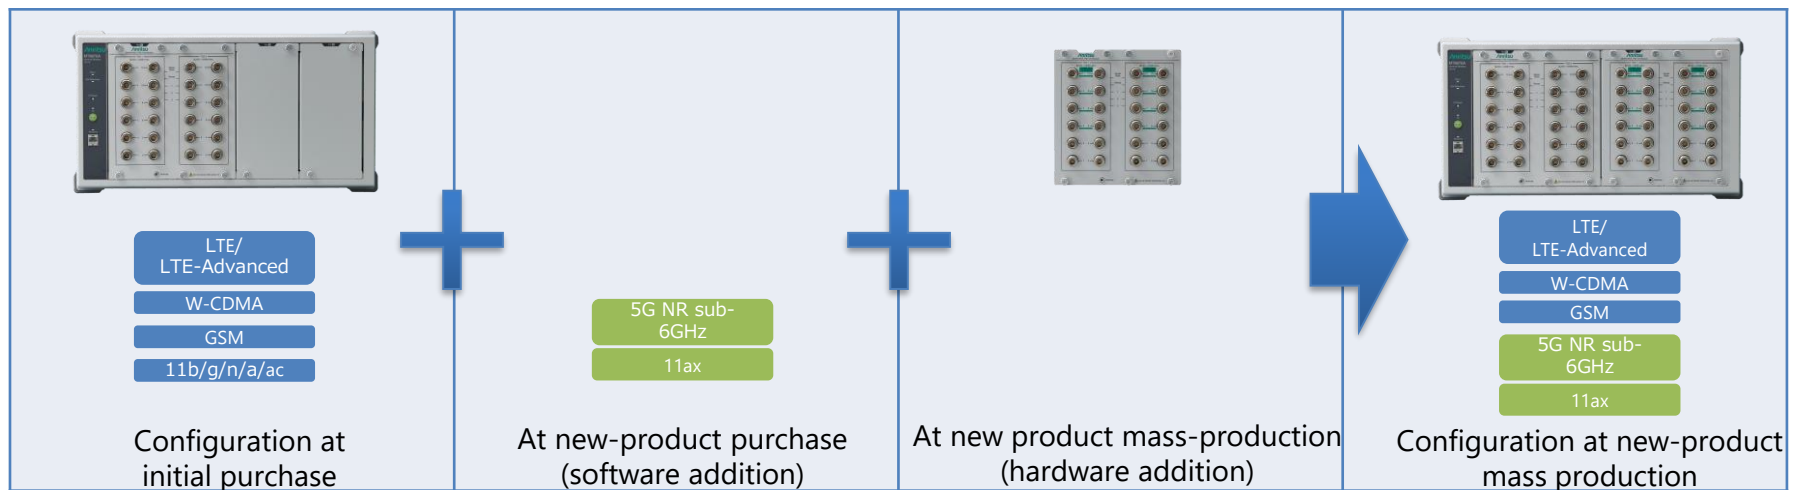 Anritsu
LTE/
LTE-Advanced
W-CDMA
GSM
11b/g/n/a/ac
Configuration at
initial purchase
5G NR sub-
6GHz
11ax
At new-product purchase
(software addition)
At new product mass-production
(hardware addition)
LTE/
LTE-Advanced
W-CDMA
GSM
5G NR sub-
6GHz
11ax
Configuration at new-product
mass production